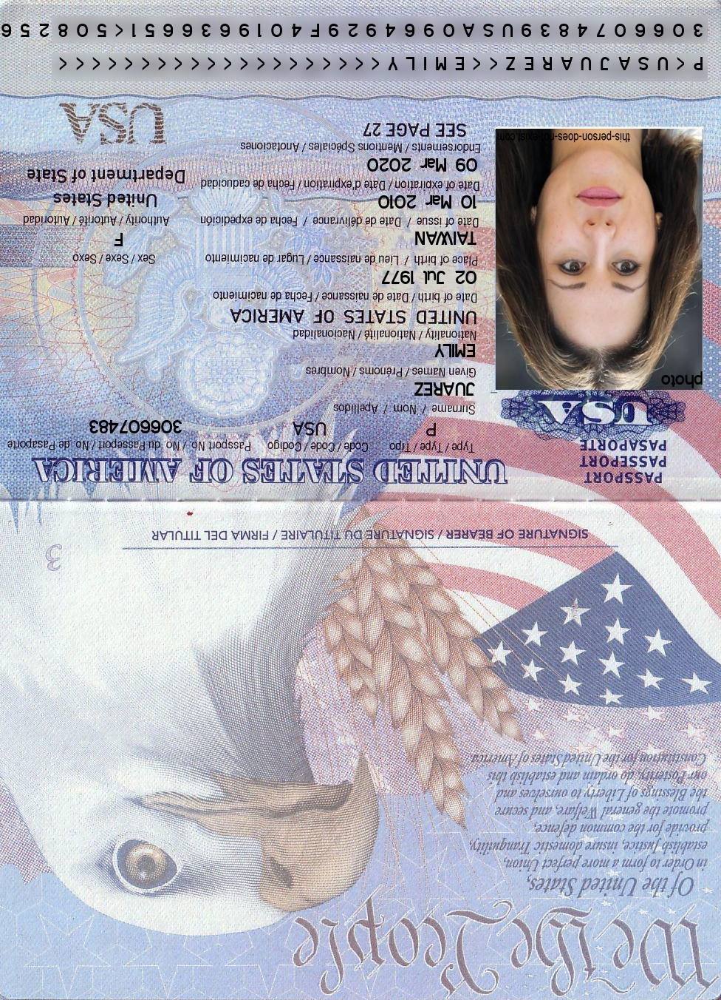 We the People
Of the United States,
in Order to form a more perfect Union,
establish Justice, insure domestic Tranquility,
provide for the common defence,
promote the general Welfare, and secure
the Blessings of Liberty to ourselves and
our Posterity, do ordain and establish this
Constitution for the United States of America.
3
SIGNATURE OF BEARER / SIGNATURE DU TITULAIRE / FIRMA DEL TITULAR
PASSPORT
PASSEPORT
PASAPORTE
USA
UNITED STATES OF AMERICA
Type / Type / Tipo Code / Code / Codigo Passport No / No. du Passeport / No. de Pasaporte
P USA 306607483
Surname / Nom / Apellidos
JUAREZ
Given Names / Prénoms / Nombres
EMILY
Nationality / Nationalité / Nacionalidad
UNITED STATES OF AMERICA
Date of birth / Date de naissance / Fecha de nacimiento
02 Jul 1977
Place of birth / Lieu de naissance / Lugar de nacimiento Sex / Sexe / Sexo
TAIWAN F
Date of issue / Date de délivrance / Fecha de expedición Authority / Autorité / Autoridad
10 Mar 2010 United States
Date of expiration / Date d'expiration / Fecha de caducidad Department of State
09 Mar 2020
Endorsements / Mentions Spéciales / Anotaciones
SEE PAGE 27
USA
photo
this-person-does-not-exist.com
P<USAJUAREZ<<EMILY<<<<<<<<<<<<<<<<<<<<
3066074839USA0964929F4019636651<508256